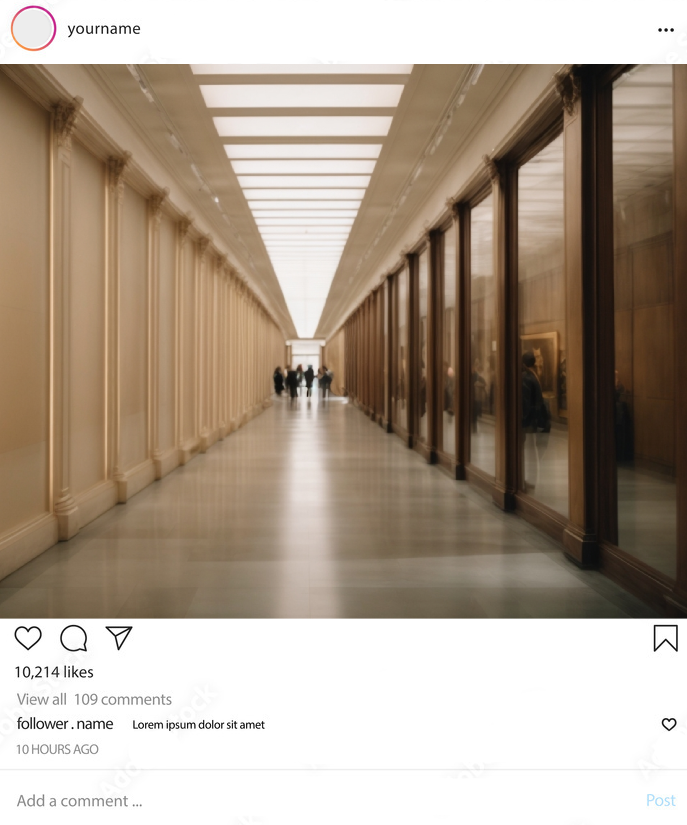 yourname
10,214 likes
View all 109 comments
follower . name Lorem ipsum dolor sit amet
10 HOURS AGO
Add a comment ... Post